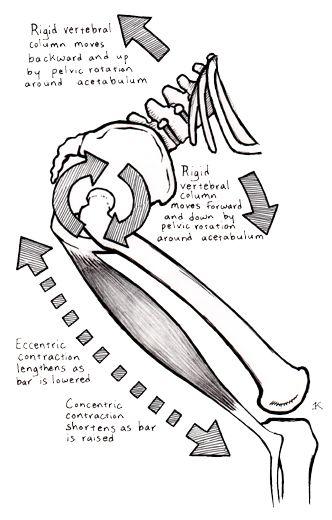 Rigid vertebral
column moves
backward and up
by pelvic rotation
around acetabulum
Rigid
vertebral
column
moves forward
and down by
pelvic rotation
around acetabulum
Eccentric
contraction
lengthens as
bar is lowered
Concentric
contraction
shortens as bar
is raised